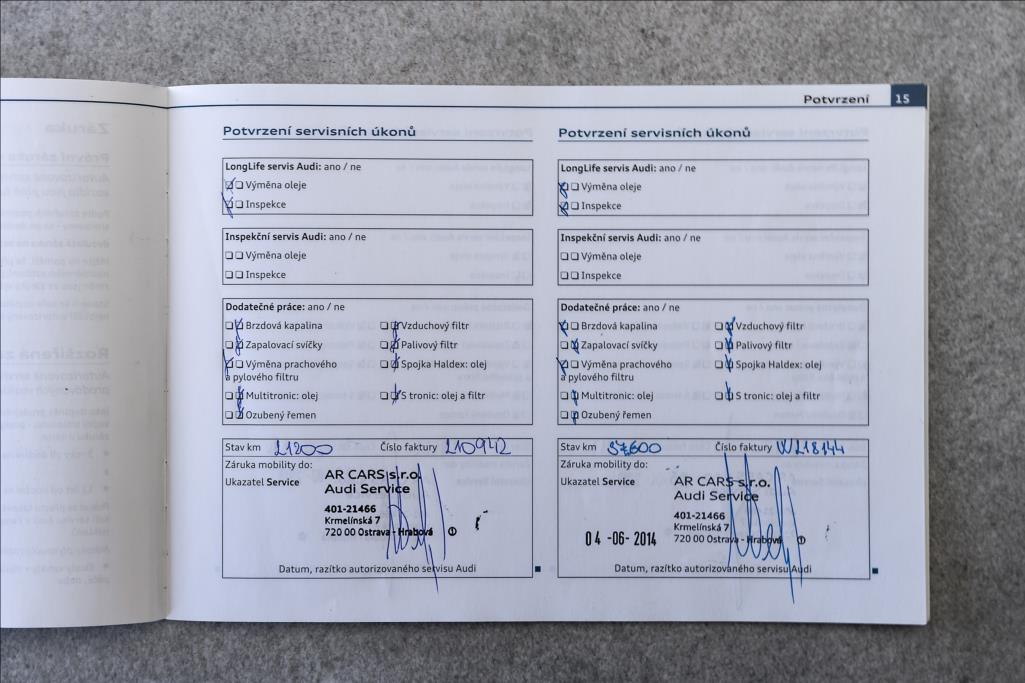 Potvrzení 15
Potvrzení servisních úkonů
LongLife servis Audi: ano / ne
Výměna oleje
Inspekce
Inspekční servis Audi: ano / ne
Výměna oleje
Inspekce
Dodatečné práce: ano / ne
Brzdová kapalina
Vzduchový filtr
Zapalovací svíčky
Palivový filtr
Výměna prachového
a pylového filtru
Spojka Haldex: olej
Multitronic: olej
S tronic: olej a filtr
Ozubený řemen
Stav km 21200 Číslo faktury 210942
Záruka mobility do:
Ukazatel Service
AR CARS s.r.o.
Audi Service
401-21466
Krmelínská 7
720 00 Ostrava - Hrabová 1
Datum, razítko autorizovaného servisu Audi
Potvrzení servisních úkonů
LongLife servis Audi: ano / ne
Výměna oleje
Inspekce
Inspekční servis Audi: ano / ne
Výměna oleje
Inspekce
Dodatečné práce: ano / ne
Brzdová kapalina
Vzduchový filtr
Zapalovací svíčky
Palivový filtr
Výměna prachového
a pylového filtru
Spojka Haldex: olej
Multitronic: olej
S tronic: olej a filtr
Ozubený řemen
Stav km Číslo faktury
Záruka mobility do:
Ukazatel Service
AR CARS s.r.o.
Audi Service
401-21466
Krmelínská 7
720 00 Ostrava - Hrabová 1
04 -06- 2014
Datum, razítko autorizovaného servisu Audi